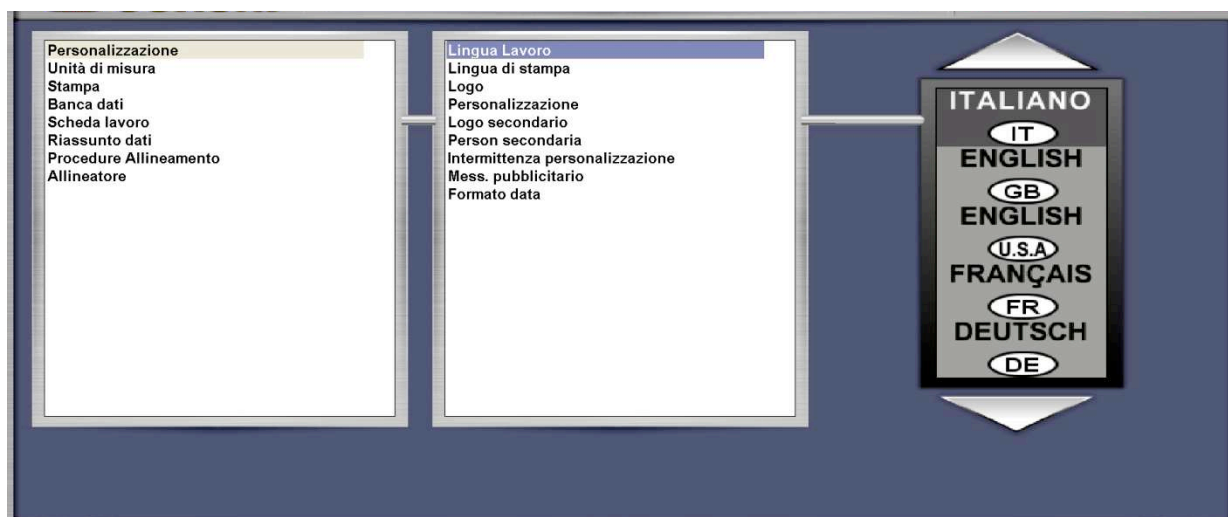 Personalizzazione
Unità di misura
Stampa
Banca dati
Scheda lavoro
Riassunto dati
Procedure Allineamento
Allineatore
Lingua Lavoro
Lingua di stampa
Logo
Personalizzazione
Logo secondario
Person secondaria
Intermittenza personalizzazione
Mess. pubblicitario
Formato data
ITALIANO
IT
ENGLISH
GB
ENGLISH
U.S.A
FRANÇAIS
FR
DEUTSCH
DE